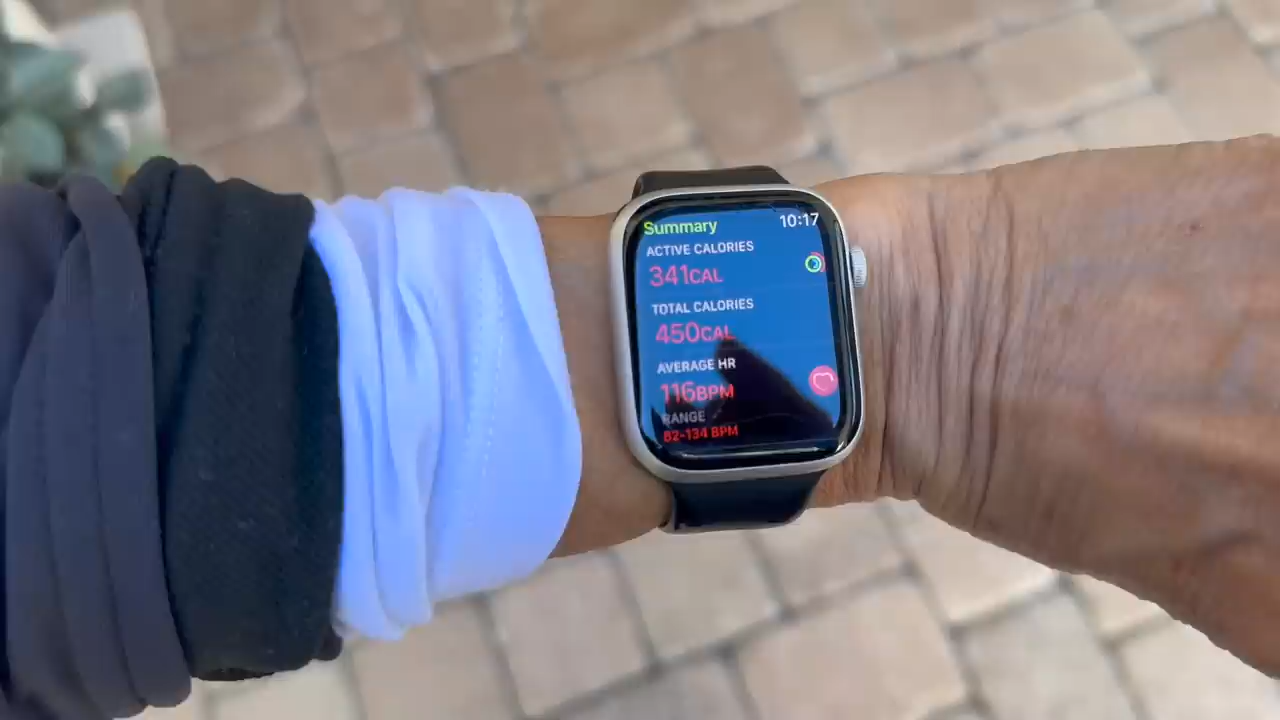 Summary 10:17
ACTIVE CALORIES
341CAL
TOTAL CALORIES
450CAL
AVERAGE HR
116BPM
RANGE
82-134 BPM